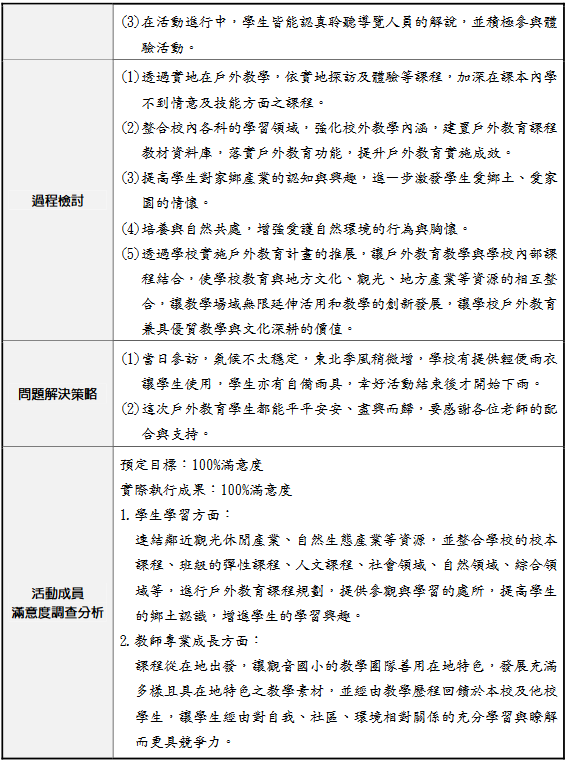 (3)在活動進行中，學生皆能認真聆聽導覽人員的解說，並積極參與體
驗活動。
過程檢討
(1)透過實地在戶外教學，依實地探訪及體驗等課程，加深在課本內學
不到情意及技能方面之課程。
(2)整合校內各科的學習領域，強化校外教學內涵，建置戶外教育課程
教材資料庫，落實戶外教育功能，提升戶外教育實施成效。
(3)提高學生對家鄉產業的認知與興趣，進一步激發學生愛鄉土、愛家
園的情懷。
(4)培養與自然共處，增強愛護自然環境的行為與胸懷。
(5)透過學校實施戶外教育計畫的推展，讓戶外教育教學與學校內部課
程結合，使學校教育與地方文化、觀光、地方產業等資源的相互整
合，讓教學場域無限延伸活用和教學的創新發展，讓學校戶外教育
兼具優質教學與文化深耕的價值。
問題解決策略
(1)當日參訪，氣候不太穩定，東北季風稍微增，學校有提供輕便雨衣
讓學生使用，學生亦有自備雨具，幸好活動結束後才開始下雨。
(2)這次戶外教育學生都能平平安安、盡興而歸，要感謝各位老師的配
合與支持。
活動成員
滿意度調查分析
預定目標：100%滿意度
實際執行成果：100%滿意度
1.學生學習方面：
連結鄰近觀光休閒產業、自然生態產業等資源，並整合學校的校本
課程、班級的彈性課程、人文課程、社會領域、自然領域、綜合領
域等，進行戶外教育課程規劃，提供參觀與學習的處所，提高學生
的鄉土認識，增進學生的學習興趣。
2.教師專業成長方面：
課程從在地出發，讓觀音國小的教學團隊善用在地特色，發展充滿
多樣且具在地特色之教學素材，並經由教學歷程回饋於本校及他校
學生，讓學生經由對自我、社區、環境相對關係的充分學習與瞭解
而更具競爭力。